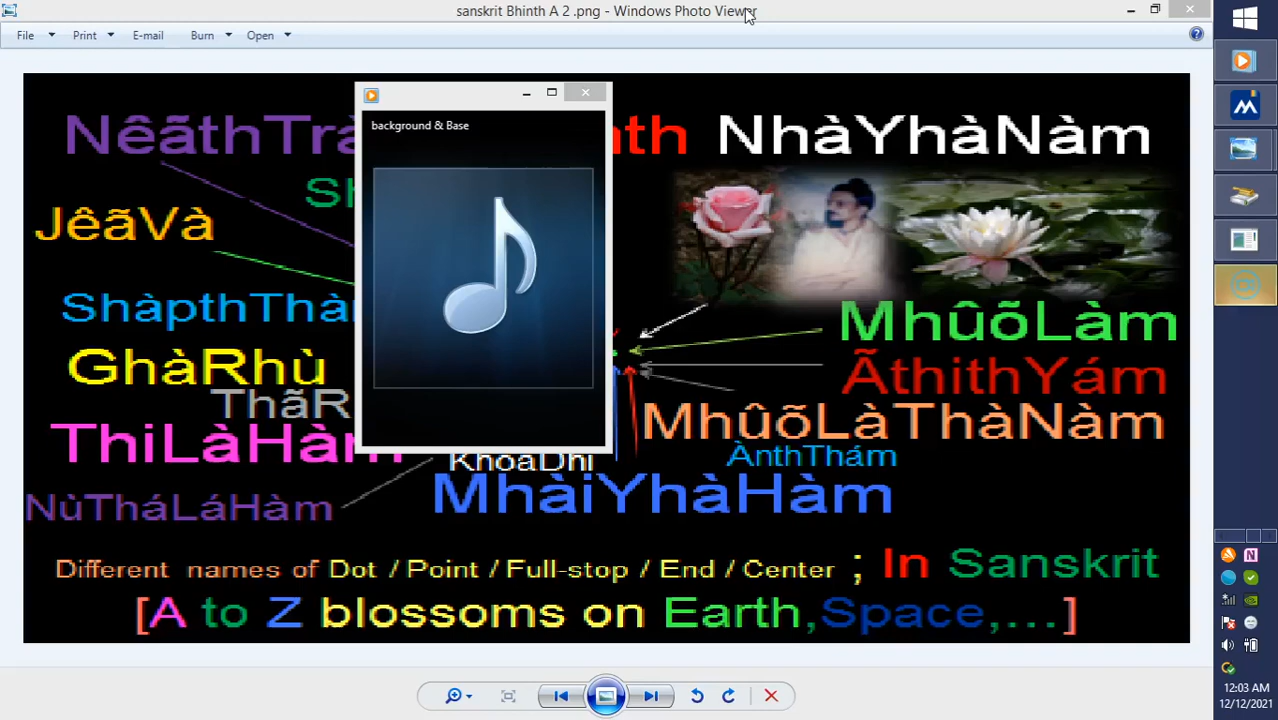 sanskrit Bhinth A 2 .png - Windows Photo Viewer
File Print E-mail Burn Open
background & Base
NhàYhàNàm
JêãVà
MhûõLàm
GhàRhù
ÃthithYám
MhûõLàThàNàm
ÀnthThám
KhoaDhi
MhàiYhàHàm
NùTháLáHàm
Different names of Dot / Point / Full-stop / End / Center ; In Sanskrit
[A to Z blossoms on Earth,Space,...]
12:03 AM
12/12/2021